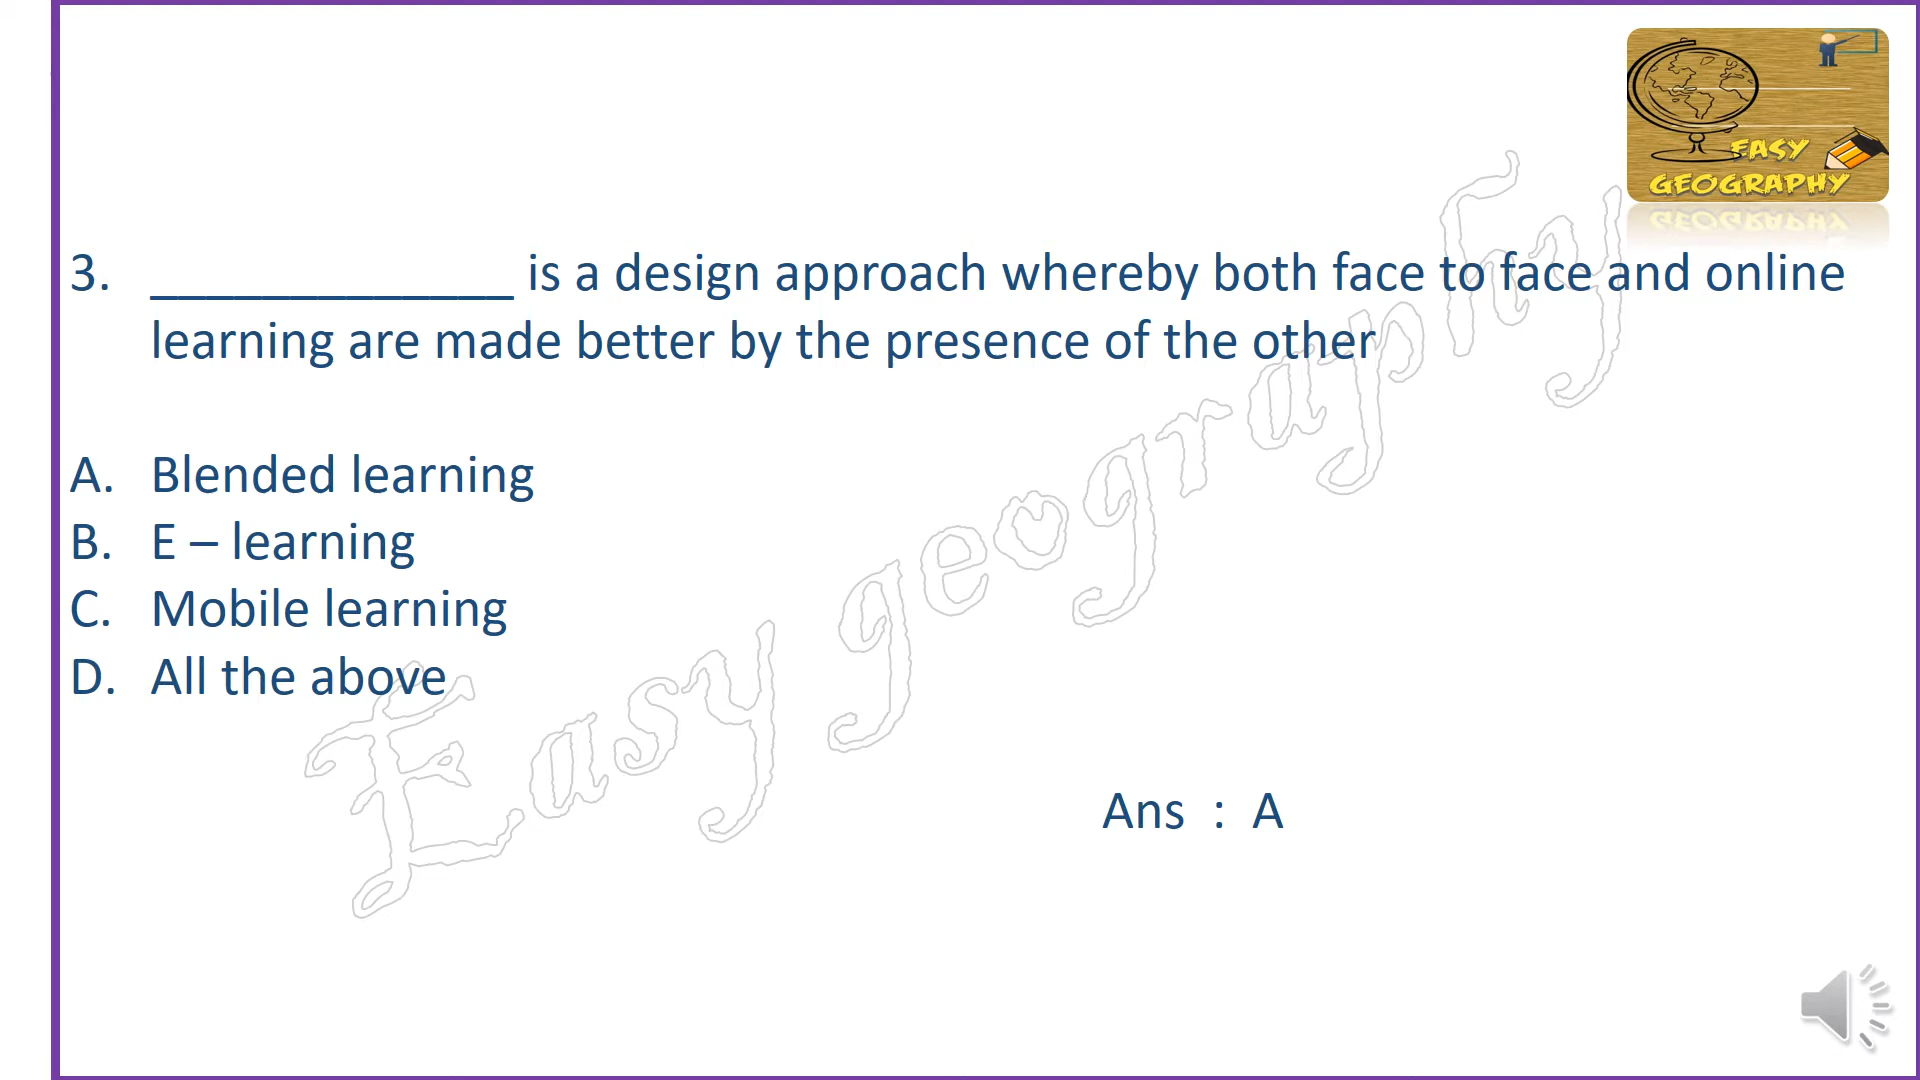 EASY
GEOGRAPHY
3. ______________ is a design approach whereby both face to face and online
learning are made better by the presence of the other
A. Blended learning
B. E – learning
C. Mobile learning
D. All the above
Ans : A
Easy geography